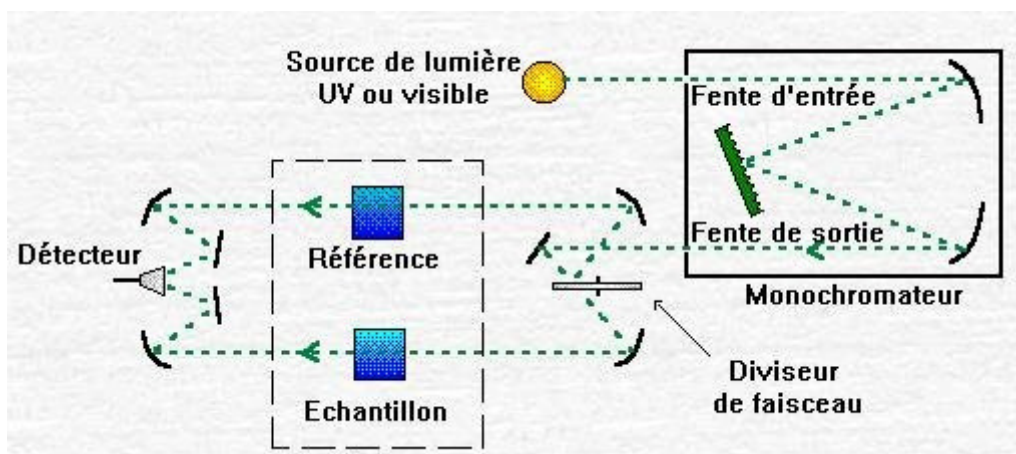 Source de lumière
UV ou visible
Fente d'entrée
Fente de sortie
Monochromateur
Détecteur
Référence
Echantillon
Diviseur
de faisceau